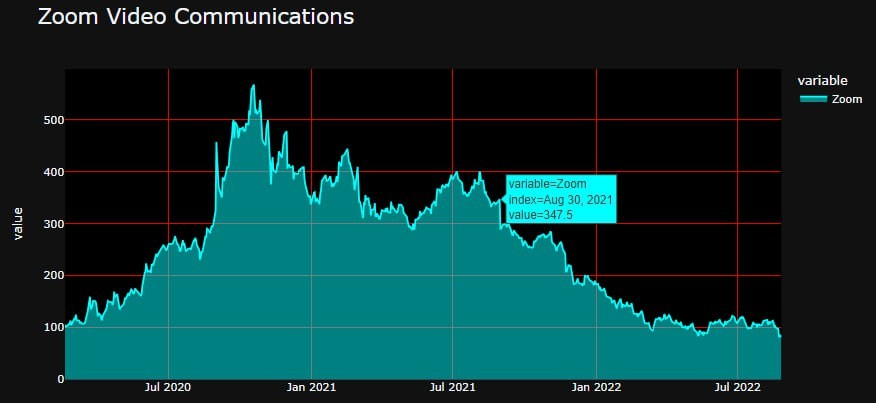 Zoom Video Communications
variable
Zoom
value
500
400
300
200
100
0
variable=Zoom
index=Aug 30, 2021
value=347.5
Jul 2020
Jan 2021
Jul 2021
Jan 2022
Jul 2022